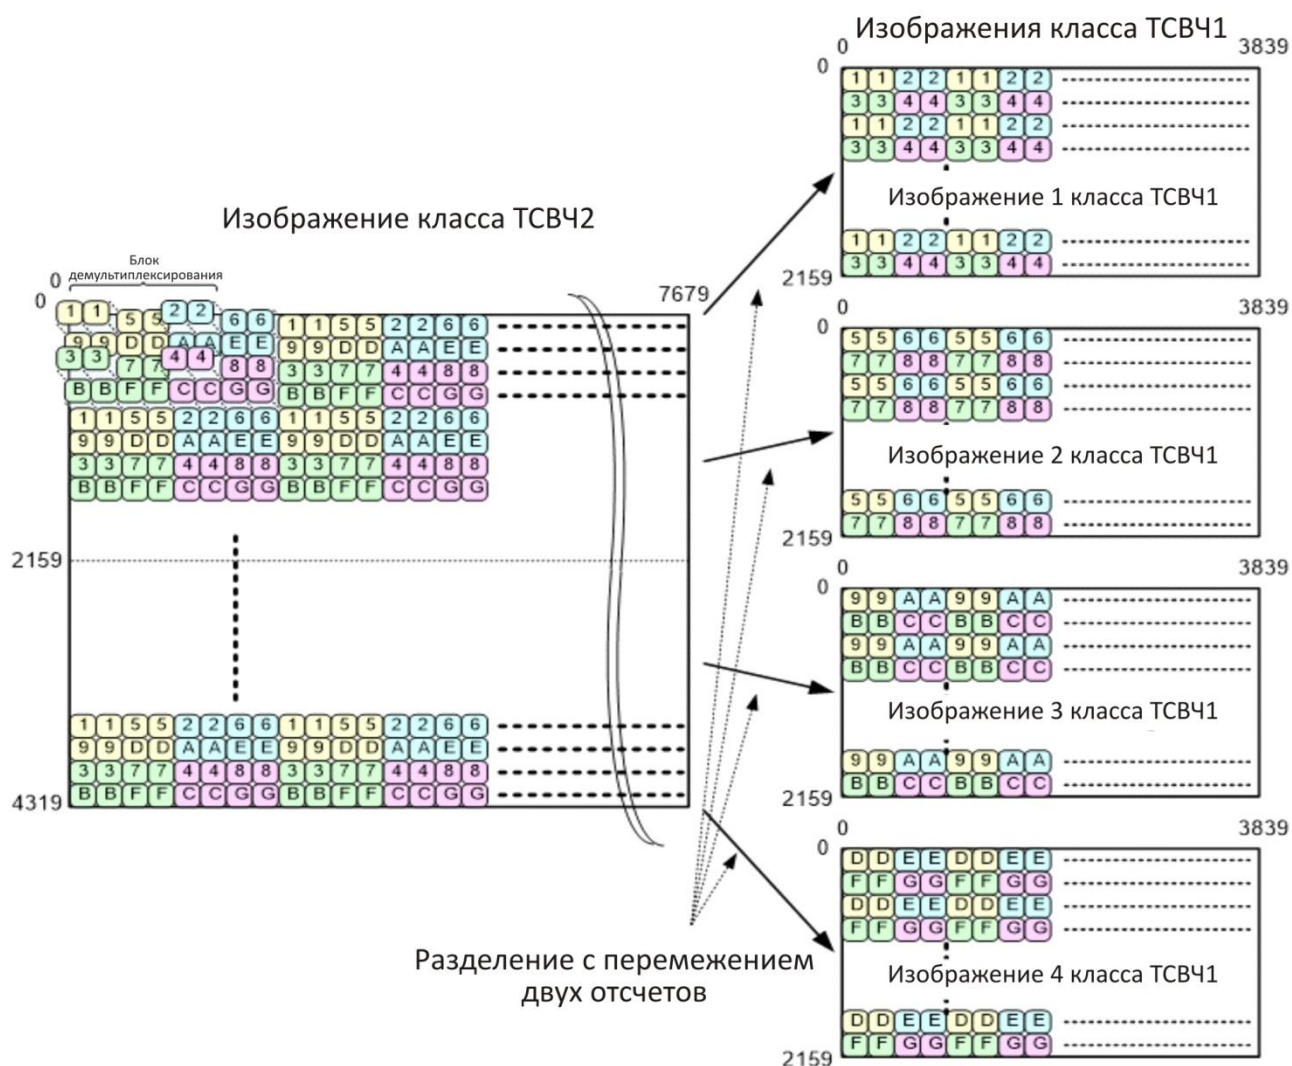 Изображения класса ТСВЧ1
0 3839
0
1 1 2 2 1 1 2 2
3 3 4 4 3 3 4 4
1 1 2 2 1 1 2 2
3 3 4 4 3 3 4 4
Изображение 1 класса ТСВЧ1
1 1 2 2 1 1 2 2
3 3 4 4 3 3 4 4
2159
Изображение класса ТСВЧ2
Блок
демультиплексирования
0
0 7679
1 1 5 5 2 2 6 6 1 1 5 5 2 2 6 6
9 9 D D A A E E 9 9 D D A A E E
3 3 7 7 4 4 8 8 3 3 7 7 4 4 8 8
B B F F C C G G B B F F C C G G
1 1 5 5 2 2 6 6 1 1 5 5 2 2 6 6
9 9 D D A A E E 9 9 D D A A E E
3 3 7 7 4 4 8 8 3 3 7 7 4 4 8 8
B B F F C C G G B B F F C C G G
2159
1 1 5 5 2 2 6 6 1 1 5 5 2 2 6 6
9 9 D D A A E E 9 9 D D A A E E
3 3 7 7 4 4 8 8 3 3 7 7 4 4 8 8
B B F F C C G G B B F F C C G G
4319
0 3839
0
5 5 6 6 5 5 6 6
7 7 8 8 7 7 8 8
5 5 6 6 5 5 6 6
7 7 8 8 7 7 8 8
Изображение 2 класса ТСВЧ1
5 5 6 6 5 5 6 6
7 7 8 8 7 7 8 8
2159
0 3839
0
9 9 A A 9 9 A A
B B C C B B C C
9 9 A A 9 9 A A
B B C C B B C C
Изображение 3 класса ТСВЧ1
9 9 A A 9 9 A A
B B C C B B C C
2159
0 3839
0
D D E E D D E E
F F G G F F G G
D D E E D D E E
F F G G F F G G
Изображение 4 класса ТСВЧ1
D D E E D D E E
F F G G F F G G
2159
Разделение с перемежением
двух отсчетов